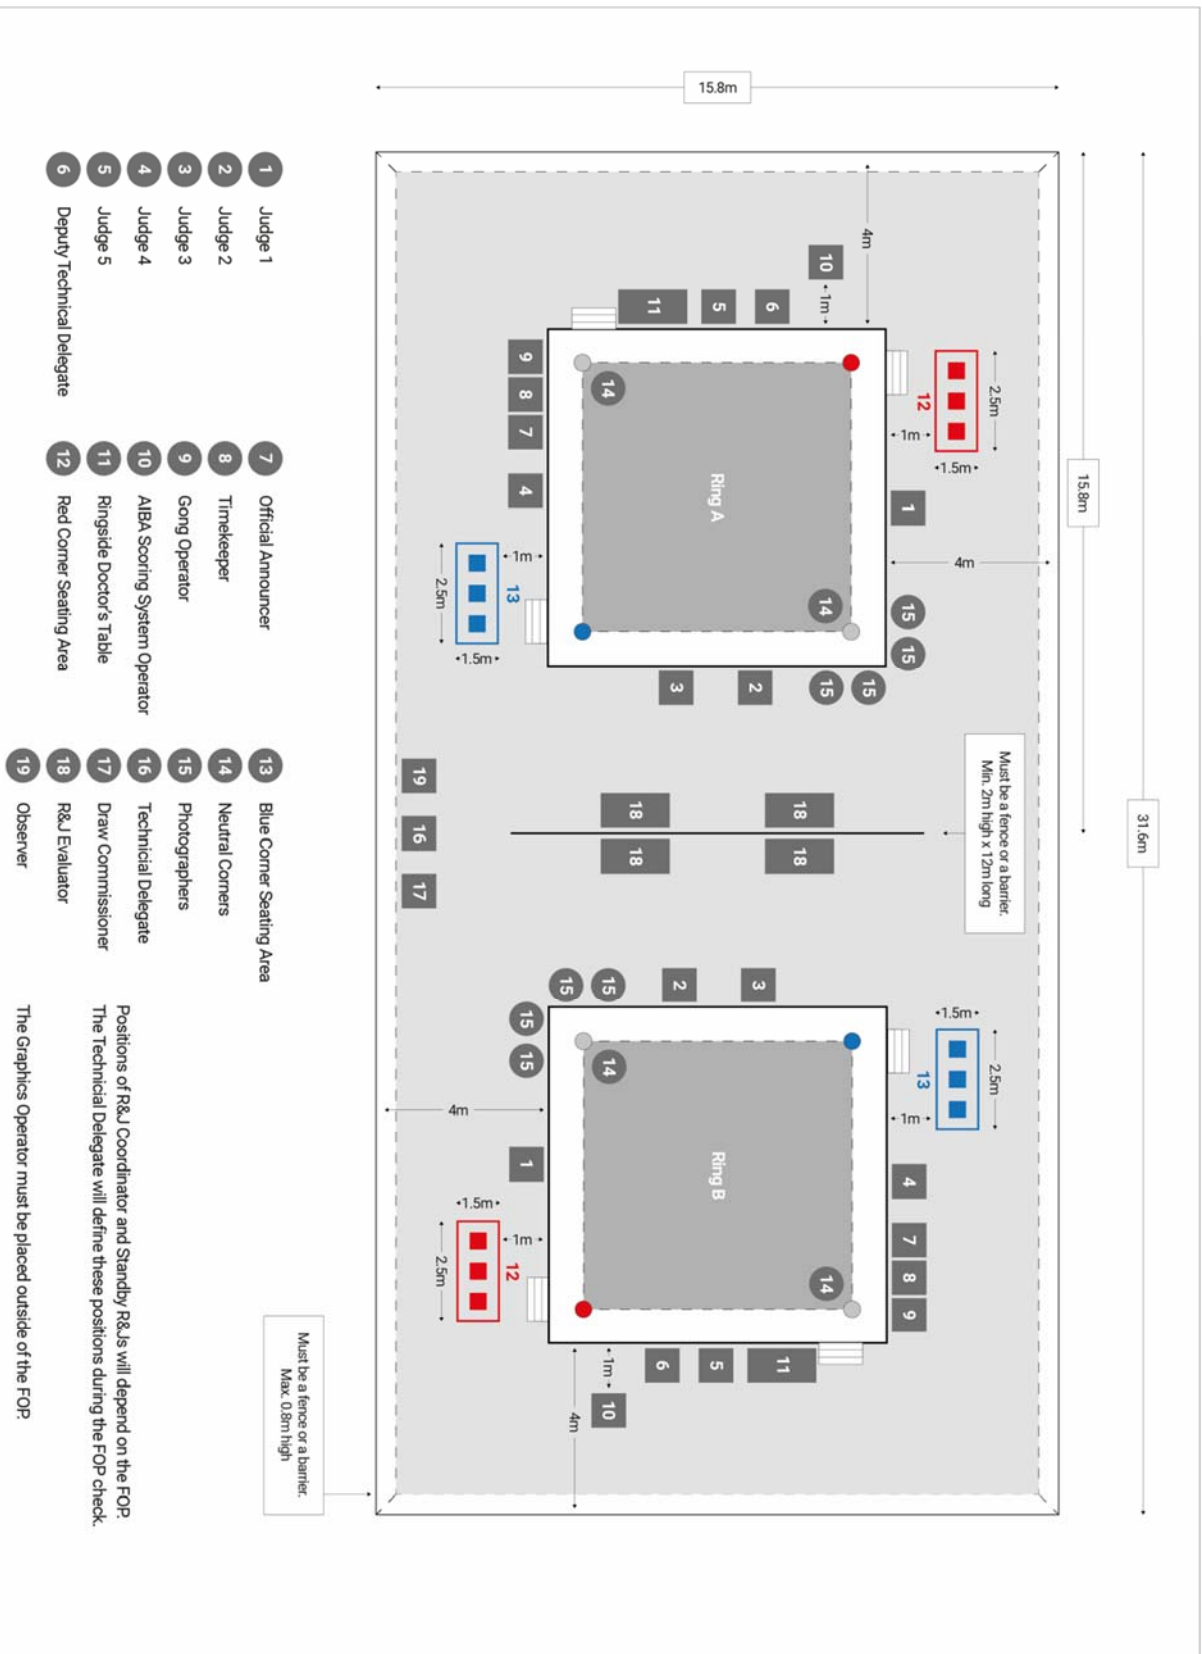 31.6m
15.8m
Must be a fence or a barrier.
Min. 2m high x 12m long
2.5m
2.5m
1.5m
4m
1.5m
12
13
1m
1m
1
15
15
4
7
8
9
4m
15
15
10
1m
14
14
6
2
18
18
3
11
15.8m
5
Ring A
Ring B
5
11
3
18
18
2
6
14
15
14
1m
10
15
4m
9
8
7
4
1m
15
15
1
1m
13
12
1.5m
4m
1.5m
2.5m
2.5m
19
16
17
Must be a fence or a barrier.
Max. 0.8m high
1 Judge 1
2 Judge 2
3 Judge 3
4 Judge 4
5 Judge 5
6 Deputy Technical Delegate
7 Official Announcer
8 Timekeeper
9 Gong Operator
10 AIBA Scoring System Operator
11 Ringside Doctor's Table
12 Red Corner Seating Area
13 Blue Corner Seating Area
14 Neutral Corners
15 Photographers
16 Technicial Delegate
17 Draw Commissioner
18 R&J Evaluator
19 Observer
Positions of R&J Coordinator and Standby R&Js will depend on the FOP.
The Technicial Delegate will define these positions during the FOP check.
The Graphics Operator must be placed outside of the FOP.